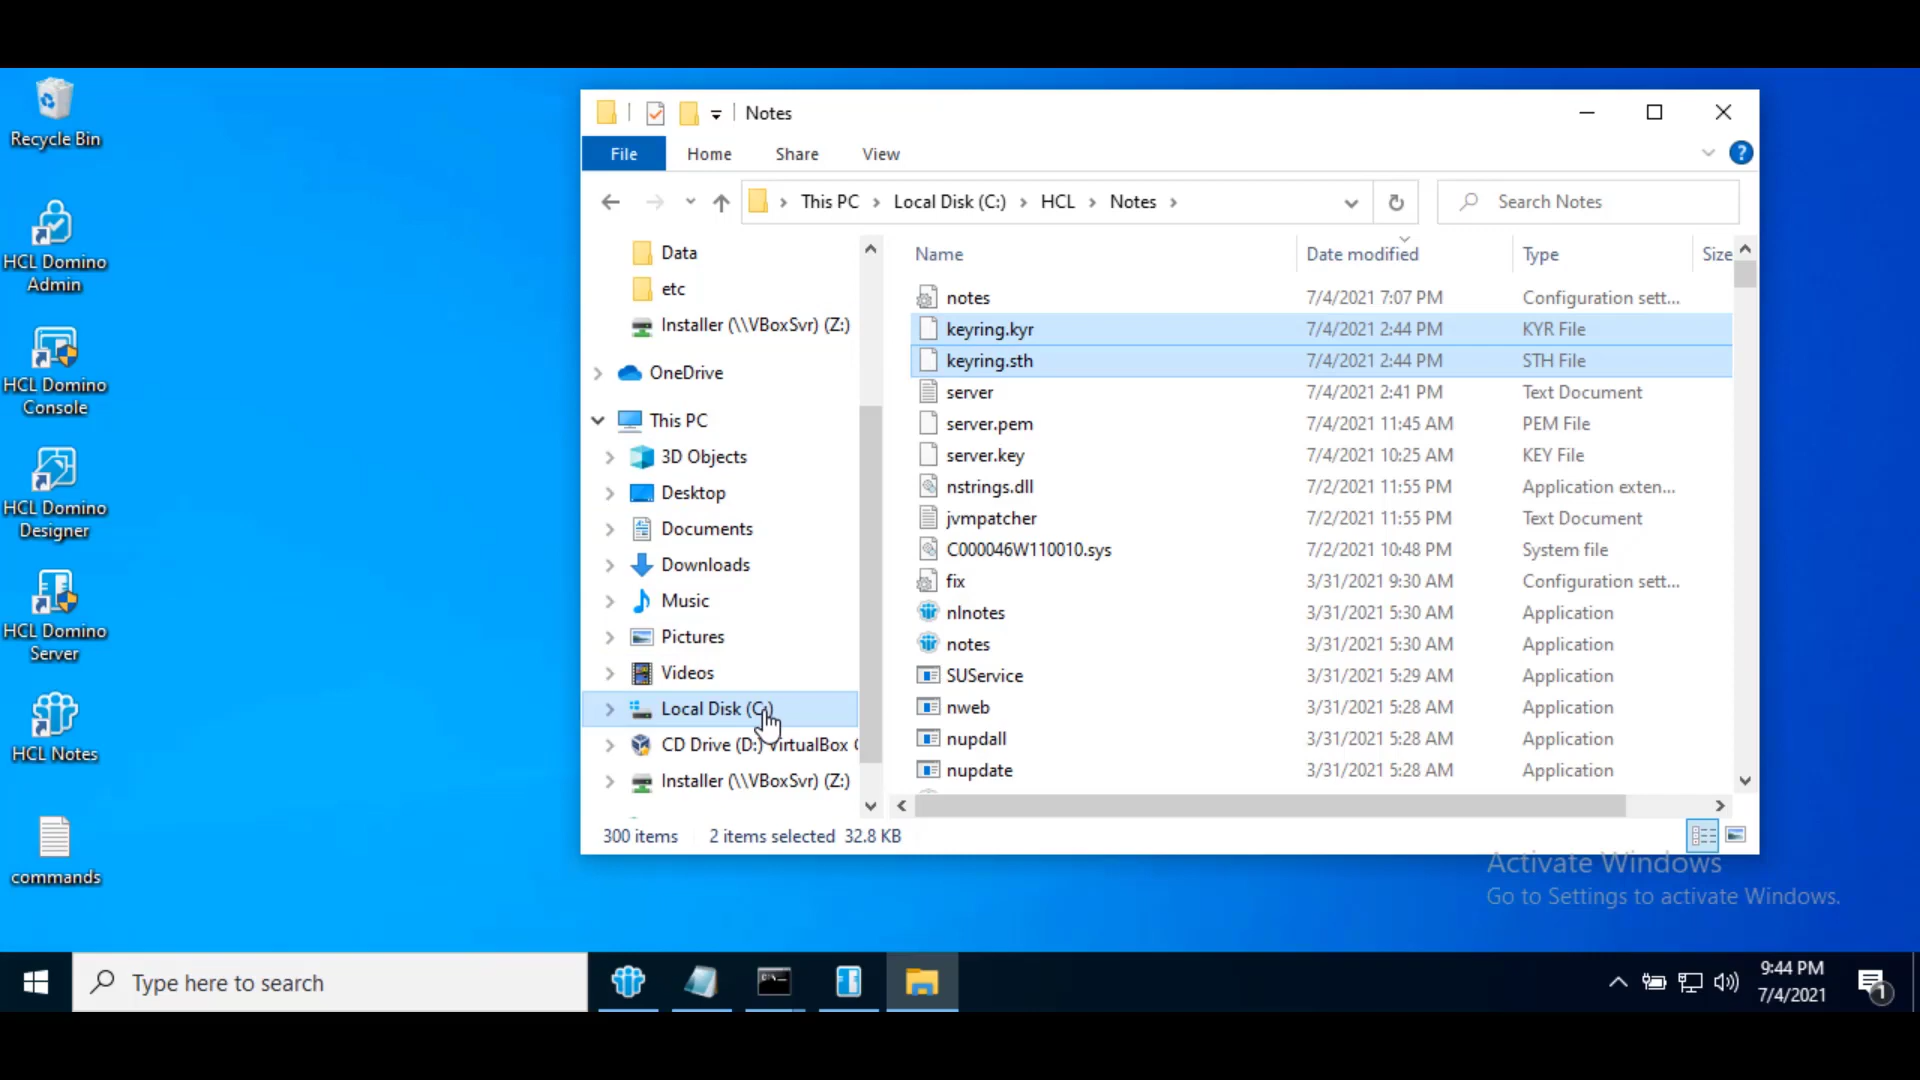 Recycle Bin
HCL Domino
Admin
HCL Domino
Console
HCL Domino
Designer
HCL Domino
Server
HCL Notes
commands
Notes
File Home Share View
This PC Local Disk (C:) HCL Notes
Search Notes
Data
etc
Installer (\\VBoxSvr) (Z:)
OneDrive
This PC
3D Objects
Desktop
Documents
Downloads
Music
Pictures
Videos
Local Disk (C:)
CD Drive (D:) VirtualBox
Installer (\\VBoxSvr) (Z:)
Name Date modified Type Size
notes 7/4/2021 7:07 PM Configuration sett...
keyring.kyr 7/4/2021 2:44 PM KYR File
keyring.sth 7/4/2021 2:44 PM STH File
server 7/4/2021 2:41 PM Text Document
server.pem 7/4/2021 11:45 AM PEM File
server.key 7/4/2021 10:25 AM KEY File
nstrings.dll 7/2/2021 11:55 PM Application exten...
jvmpatcher 7/2/2021 11:55 PM Text Document
C000046W110010.sys 7/2/2021 10:48 PM System file
fix 3/31/2021 9:30 AM Configuration sett...
nlnotes 3/31/2021 5:30 AM Application
notes 3/31/2021 5:30 AM Application
SUService 3/31/2021 5:29 AM Application
nweb 3/31/2021 5:28 AM Application
nupdall 3/31/2021 5:28 AM Application
nupdate 3/31/2021 5:28 AM Application
300 items 2 items selected 32.8 KB
Activate Windows
Go to Settings to activate Windows.
Type here to search
9:44 PM
7/4/2021
1